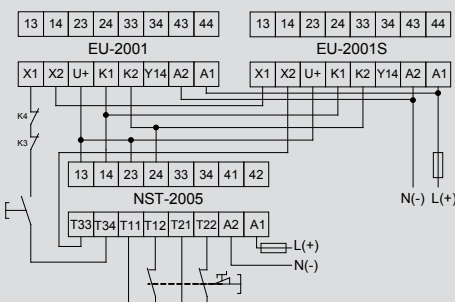 13 14 23 24 33 34 43 44 13 14 23 24 33 34 43 44
EU-2001 EU-2001S
X1 X2 U+ K1 K2 Y14 A2 A1 X1 X2 U+ K1 K2 Y14 A2 A1
K4
K3
13 14 23 24 33 34 41 42
NST-2005
N(-) L(+)
T33 T34 T11 T12 T21 T22 A2 A1
L(+)
N(-)